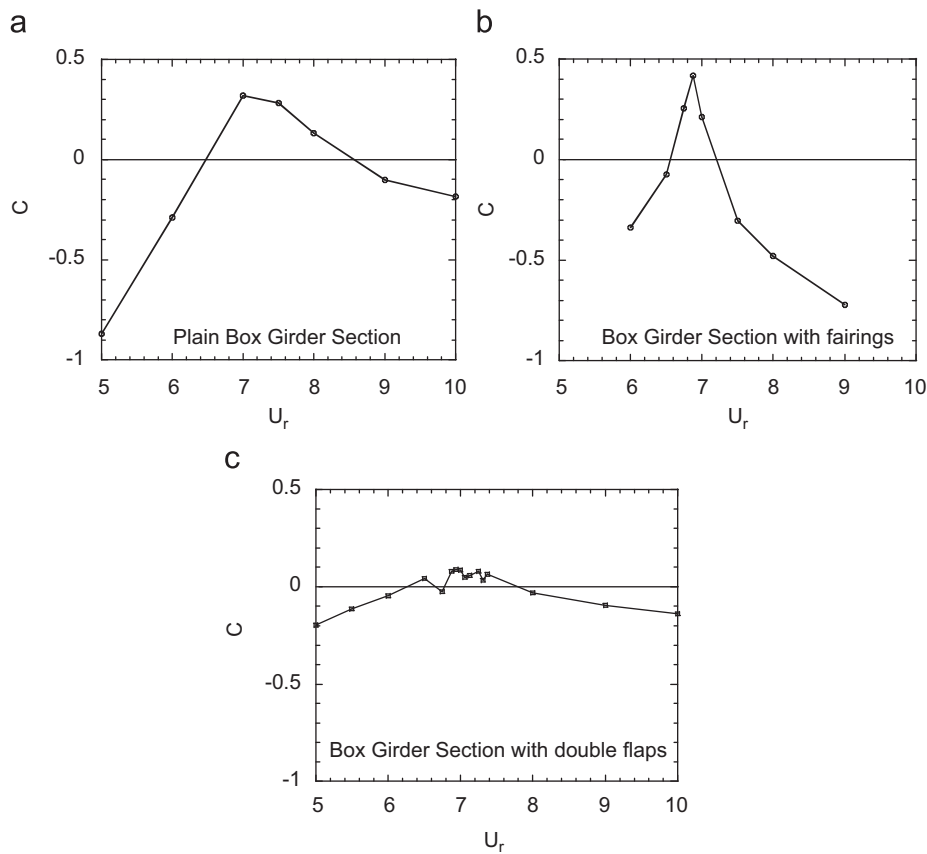 a
0.5
0
C
-0.5
Plain Box Girder Section
-1
5 6 7 8 9 10
U_r
b
0.5
0
C
-0.5
Box Girder Section with fairings
-1
5 6 7 8 9 10
U_r
c
0.5
0
C
-0.5
Box Girder Section with double flaps
-1
5 6 7 8 9 10
U_r